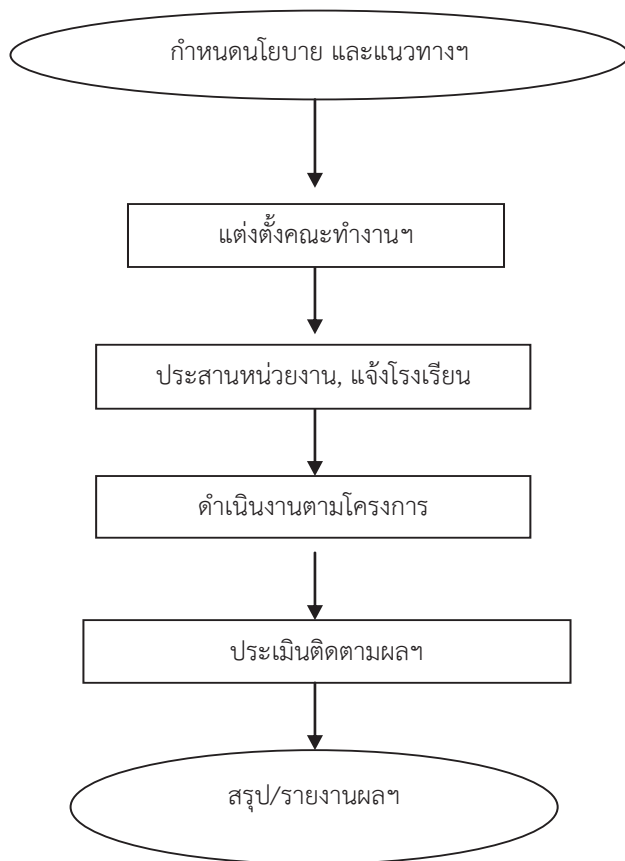 กำหนดนโยบาย และแนวทางฯ
แต่งตั้งคณะทำงานฯ
ประสานหน่วยงาน, แจ้งโรงเรียน
ดำเนินงานตามโครงการ
ประเมินติดตามผลฯ
สรุป/รายงานผลฯ